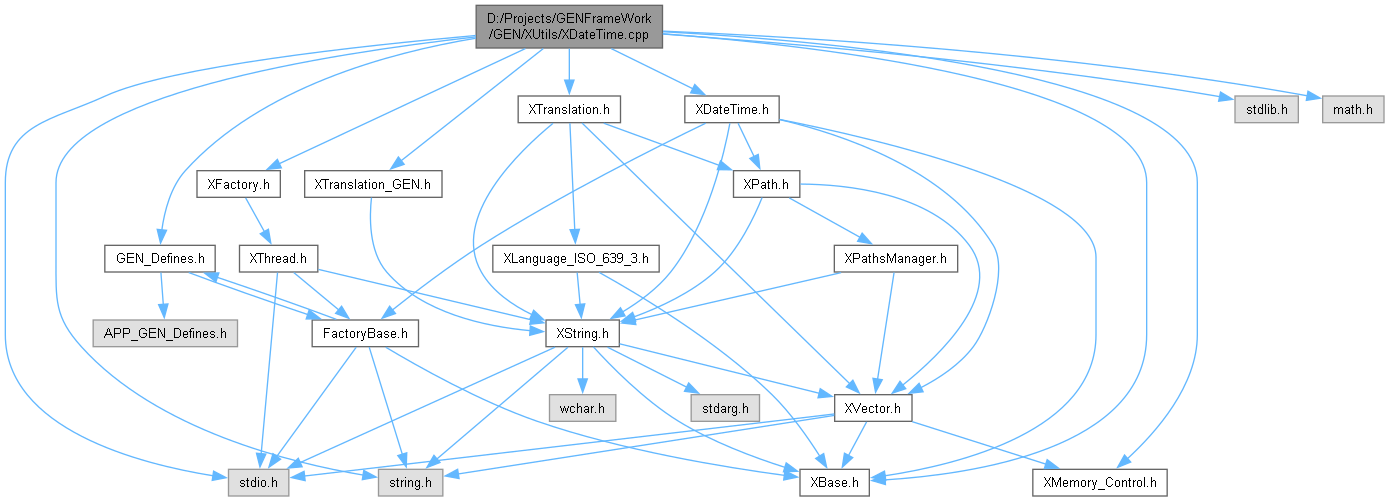 D:/Projects/GENFrameWork
/GEN/XUtils/XDateTime.cpp
XTranslation.h
XDateTime.h
stdlib.h
math.h
XFactory.h
XTranslation_GEN.h
XPath.h
GEN_Defines.h
XThread.h
XLanguage_ISO_639_3.h
XPathsManager.h
APP_GEN_Defines.h
FactoryBase.h
XString.h
wchar.h
stdarg.h
XVector.h
stdio.h
string.h
XBase.h
XMemory_Control.h